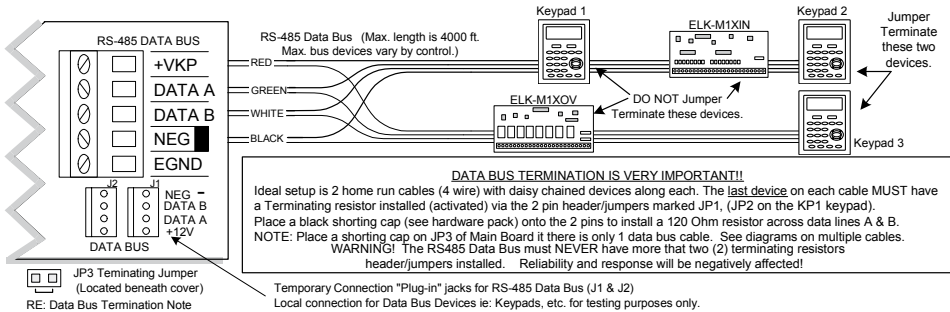 RS-485 DATA BUS
+VKP
DATA A
DATA B
NEG
EGND
J2
J1
NEG –
DATA B
DATA A
+12V
DATA BUS
JP3 Teminating Jumper
(Located beneath cover)
RE: Data Bus Termination Note
RS-485 Data Bus (Max. length is 4000 ft.
Max. bus devices vary by control.)
RED
GREEN
WHITE
BLACK
Keypad 1
ELK-M1XIN
Keypad 2
Jumper
Terminate
these two
devices.
ELK-M1XOV
DO NOT Jumper
Terminate these devices.
Keypad 3
DATA BUS TERMINATION IS VERY IMPORTANT!!
Ideal setup is 2 home run cables (4 wire) with daisy chained devices along each. The last device on each cable MUST have
a Terminating resistor installed (activated) via the 2 pin header/jumpers marked JP1, (JP2 on the KP1 keypad).
Place a black shorting cap (see hardware pack) onto the 2 pins to install a 120 Ohm resistor across data lines A & B.
NOTE: Place a shorting cap on JP3 of Main Board it there is only 1 data bus cable. See diagrams on multiple cables.
WARNING! The RS485 Data Bus must NEVER have more that two (2) terminating resistors
header/jumpers installed. Reliability and response will be negatively affected!
Temporary Connection "Plug-in" jacks for RS-485 Data Bus (J1 & J2)
Local connection for Data Bus Devices ie: Keypads, etc. for testing purposes only.